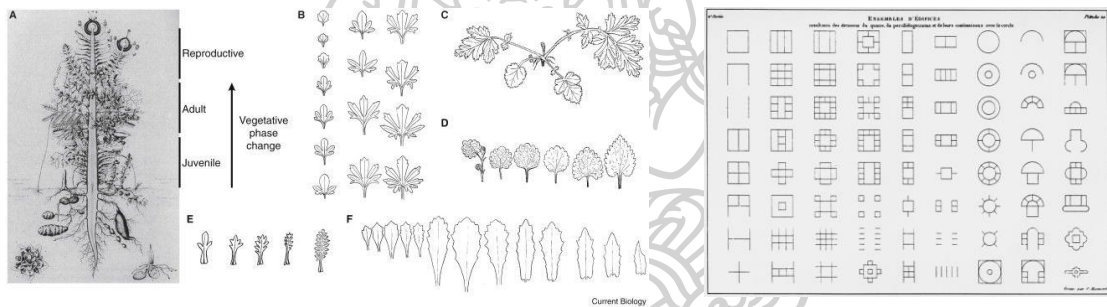 A
Reproductive
Adult
Vegetative
phase
change
Juvenile
B
C
D
E
F
Current Biology
ENSEMBLES D'EDIFICES